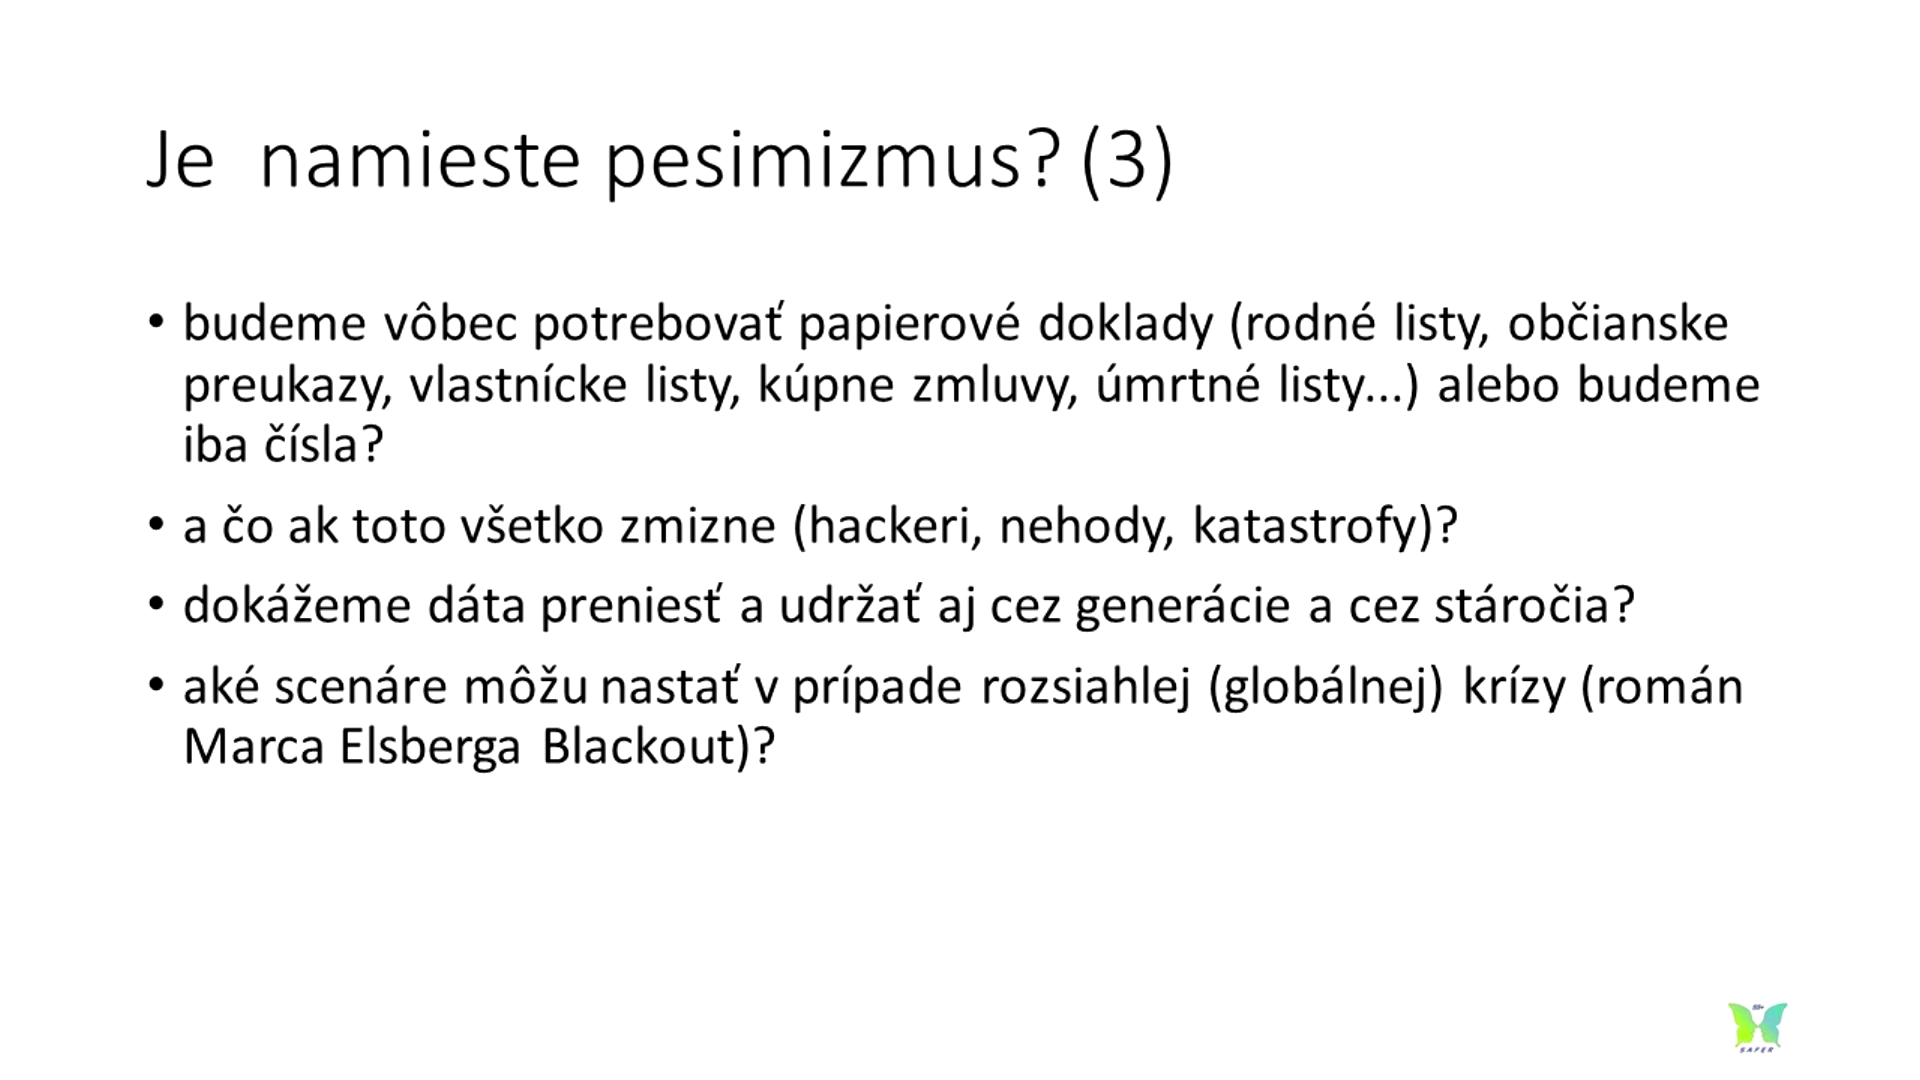 Je namieste pesimizmus? (3)
• budeme vôbec potrebovať papierové doklady (rodné listy, občianske
preukazy, vlastnícke listy, kúpne zmluvy, úmrtné listy...) alebo budeme
iba čísla?
• a čo ak toto všetko zmizne (hackeri, nehody, katastrofy)?
• dokážeme dáta preniesť a udržať aj cez generácie a cez stáročia?
• aké scenáre môžu nastať v prípade rozsiahlej (globálnej) krízy (román
Marca Elsberga Blackout)?
SAFER